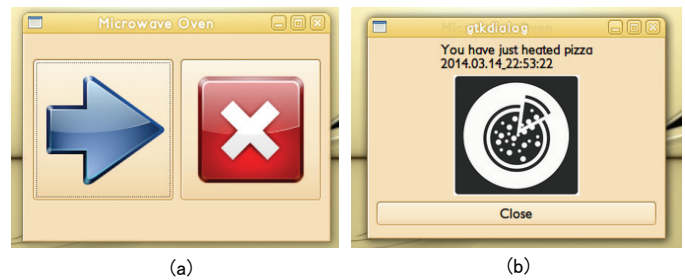 Microwave Oven
gtkdialog
You have just heated pizza
2014.03.14_22:53:22
Close
(a)
(b)